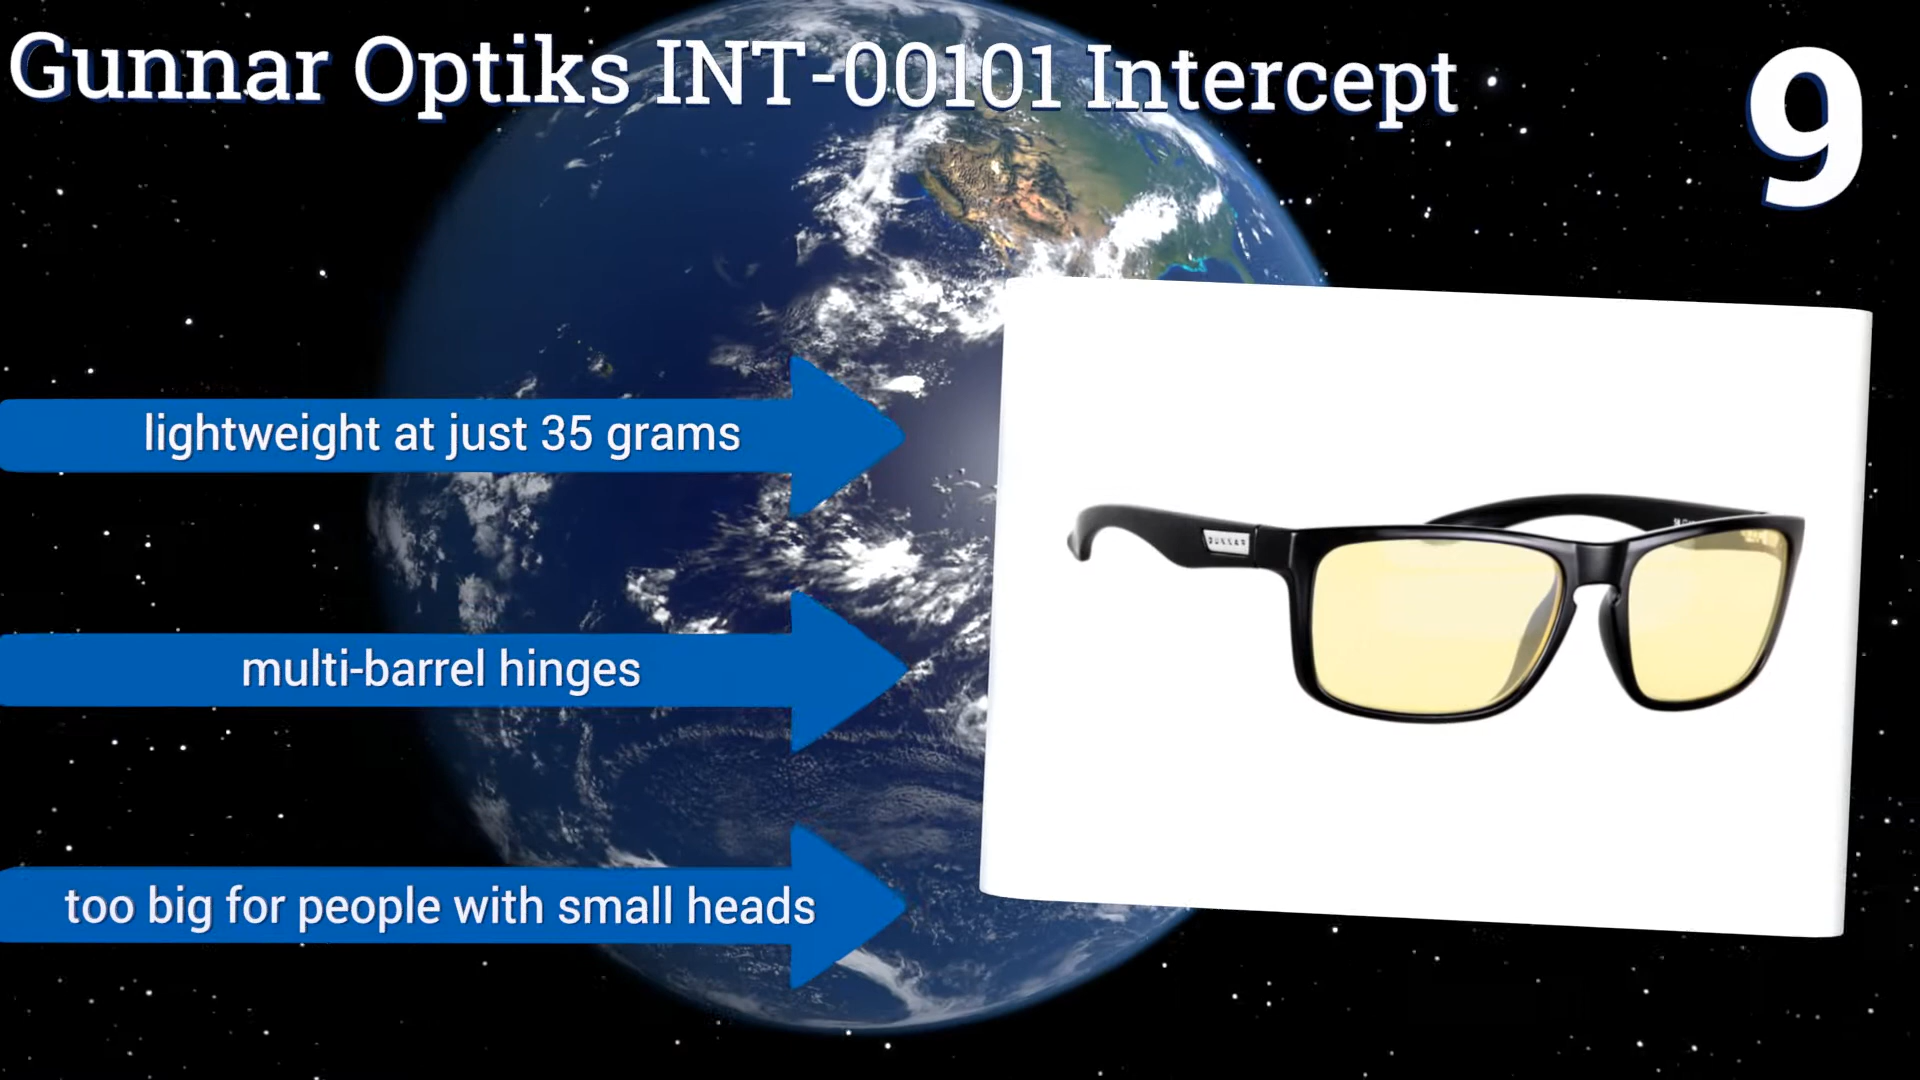 Gunnar Optiks INT-00101 Intercept
9
lightweight at just 35 grams
GUNNAR
multi-barrel hinges
too big for people with small heads